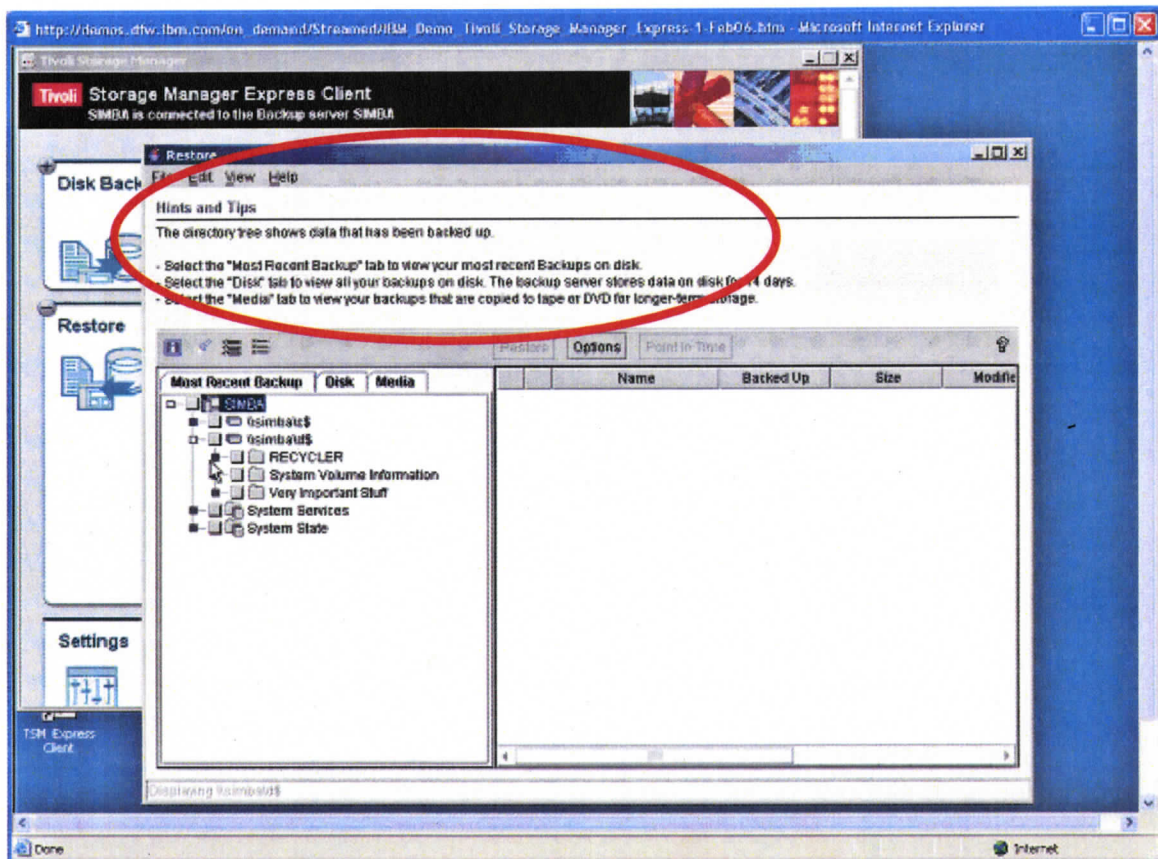 http://demos.dfw.ibm.com/on_demand/Streamed/IBM_Demo_Tivoli_Storage_Manager_Express-1-Feb06.htm - Microsoft Internet Explorer
Tivoli Storage Manager
Tivoli Storage Manager Express Client
SIMBA is connected to the Backup server SIMBA
Disk Back
Restore
File Edit View Help
Hints and Tips
The directory tree shows data that has been backed up.
- Select the "Most Recent Backup" tab to view your most recent Backups on disk.
- Select the "Disk" tab to view all your backups on disk. The backup server stores data on disk for 14 days.
- Select the "Media" tab to view your backups that are copied to tape or DVD for longer-term storage.
Restore
Restore Options Point In Time
Most Recent Backup Disk Media
Name Backed Up Size Modifie
SIMBA
\\simba\c$
\\simba\d$
RECYCLER
System Volume Information
Very Important Stuff
System Services
System State
Settings
TSM Express
Client
Displaying \\simba\d$
Done
Internet